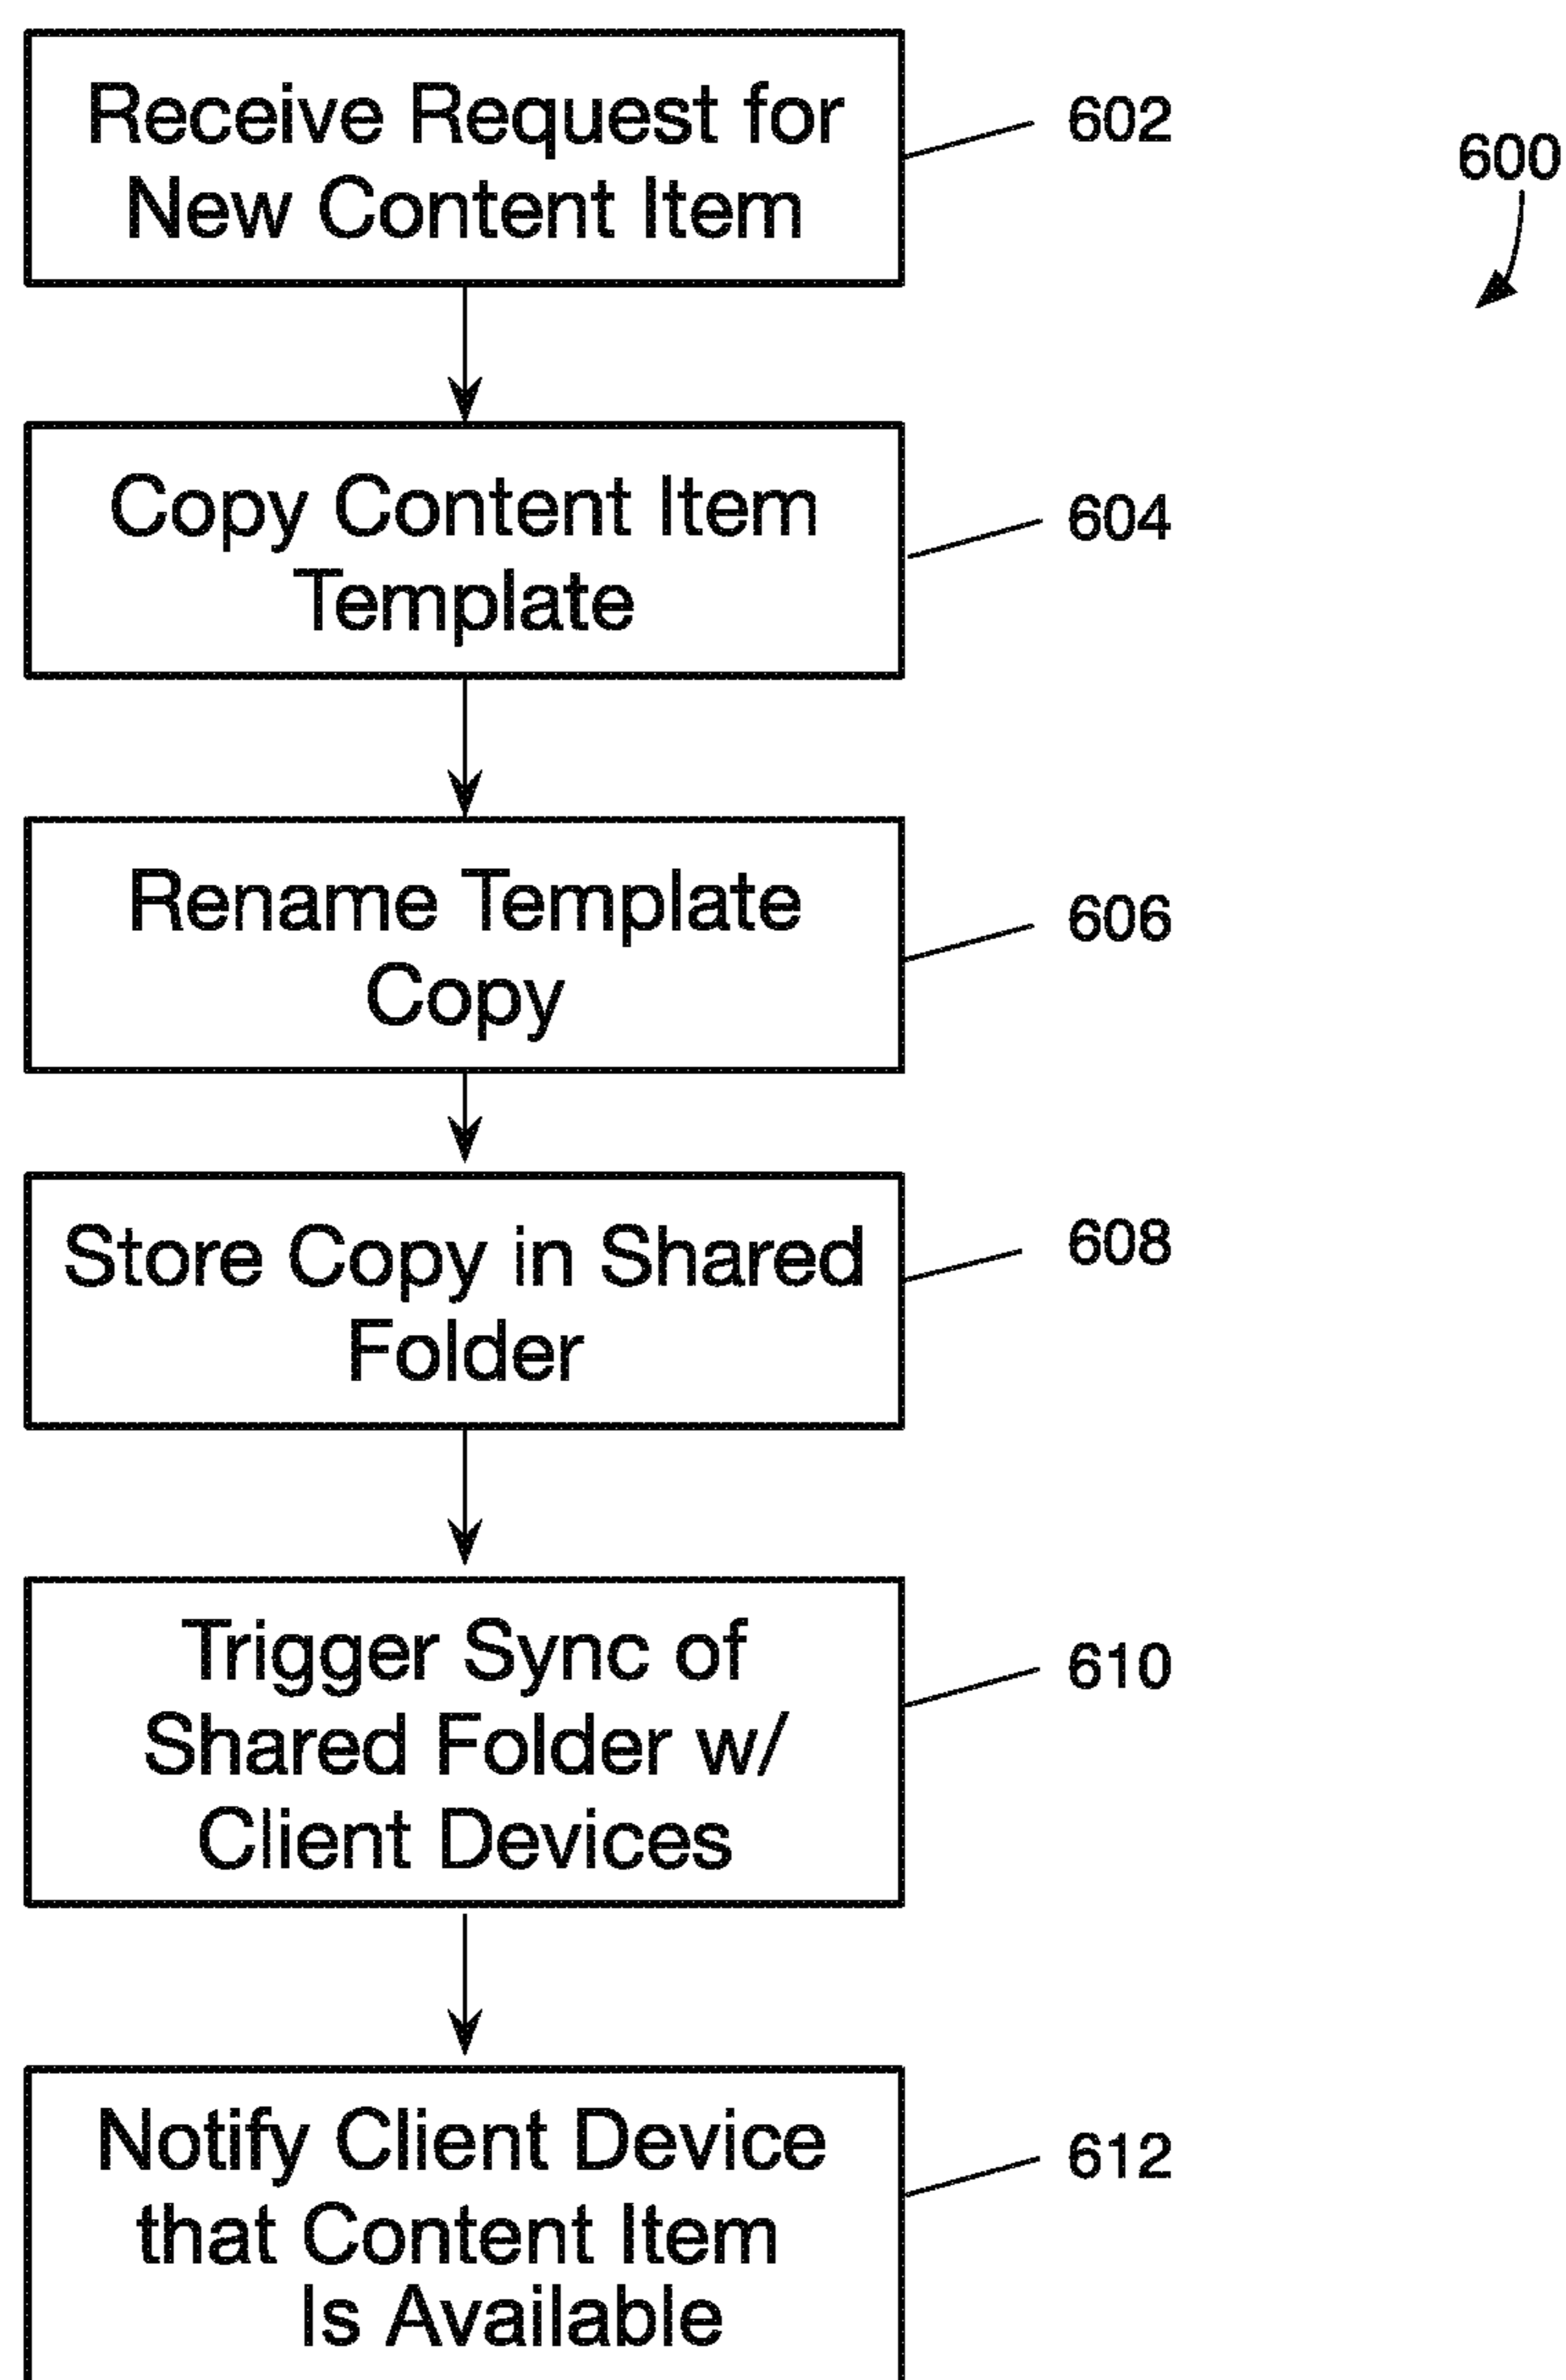 Receive Request for
New Content Item
602
600
Copy Content Item
Template
604
Rename Template
Copy
606
Store Copy in Shared
Folder
608
Trigger Sync of
Shared Folder w/
Client Devices
610
Notify Client Device
that Content Item
Is Available
612